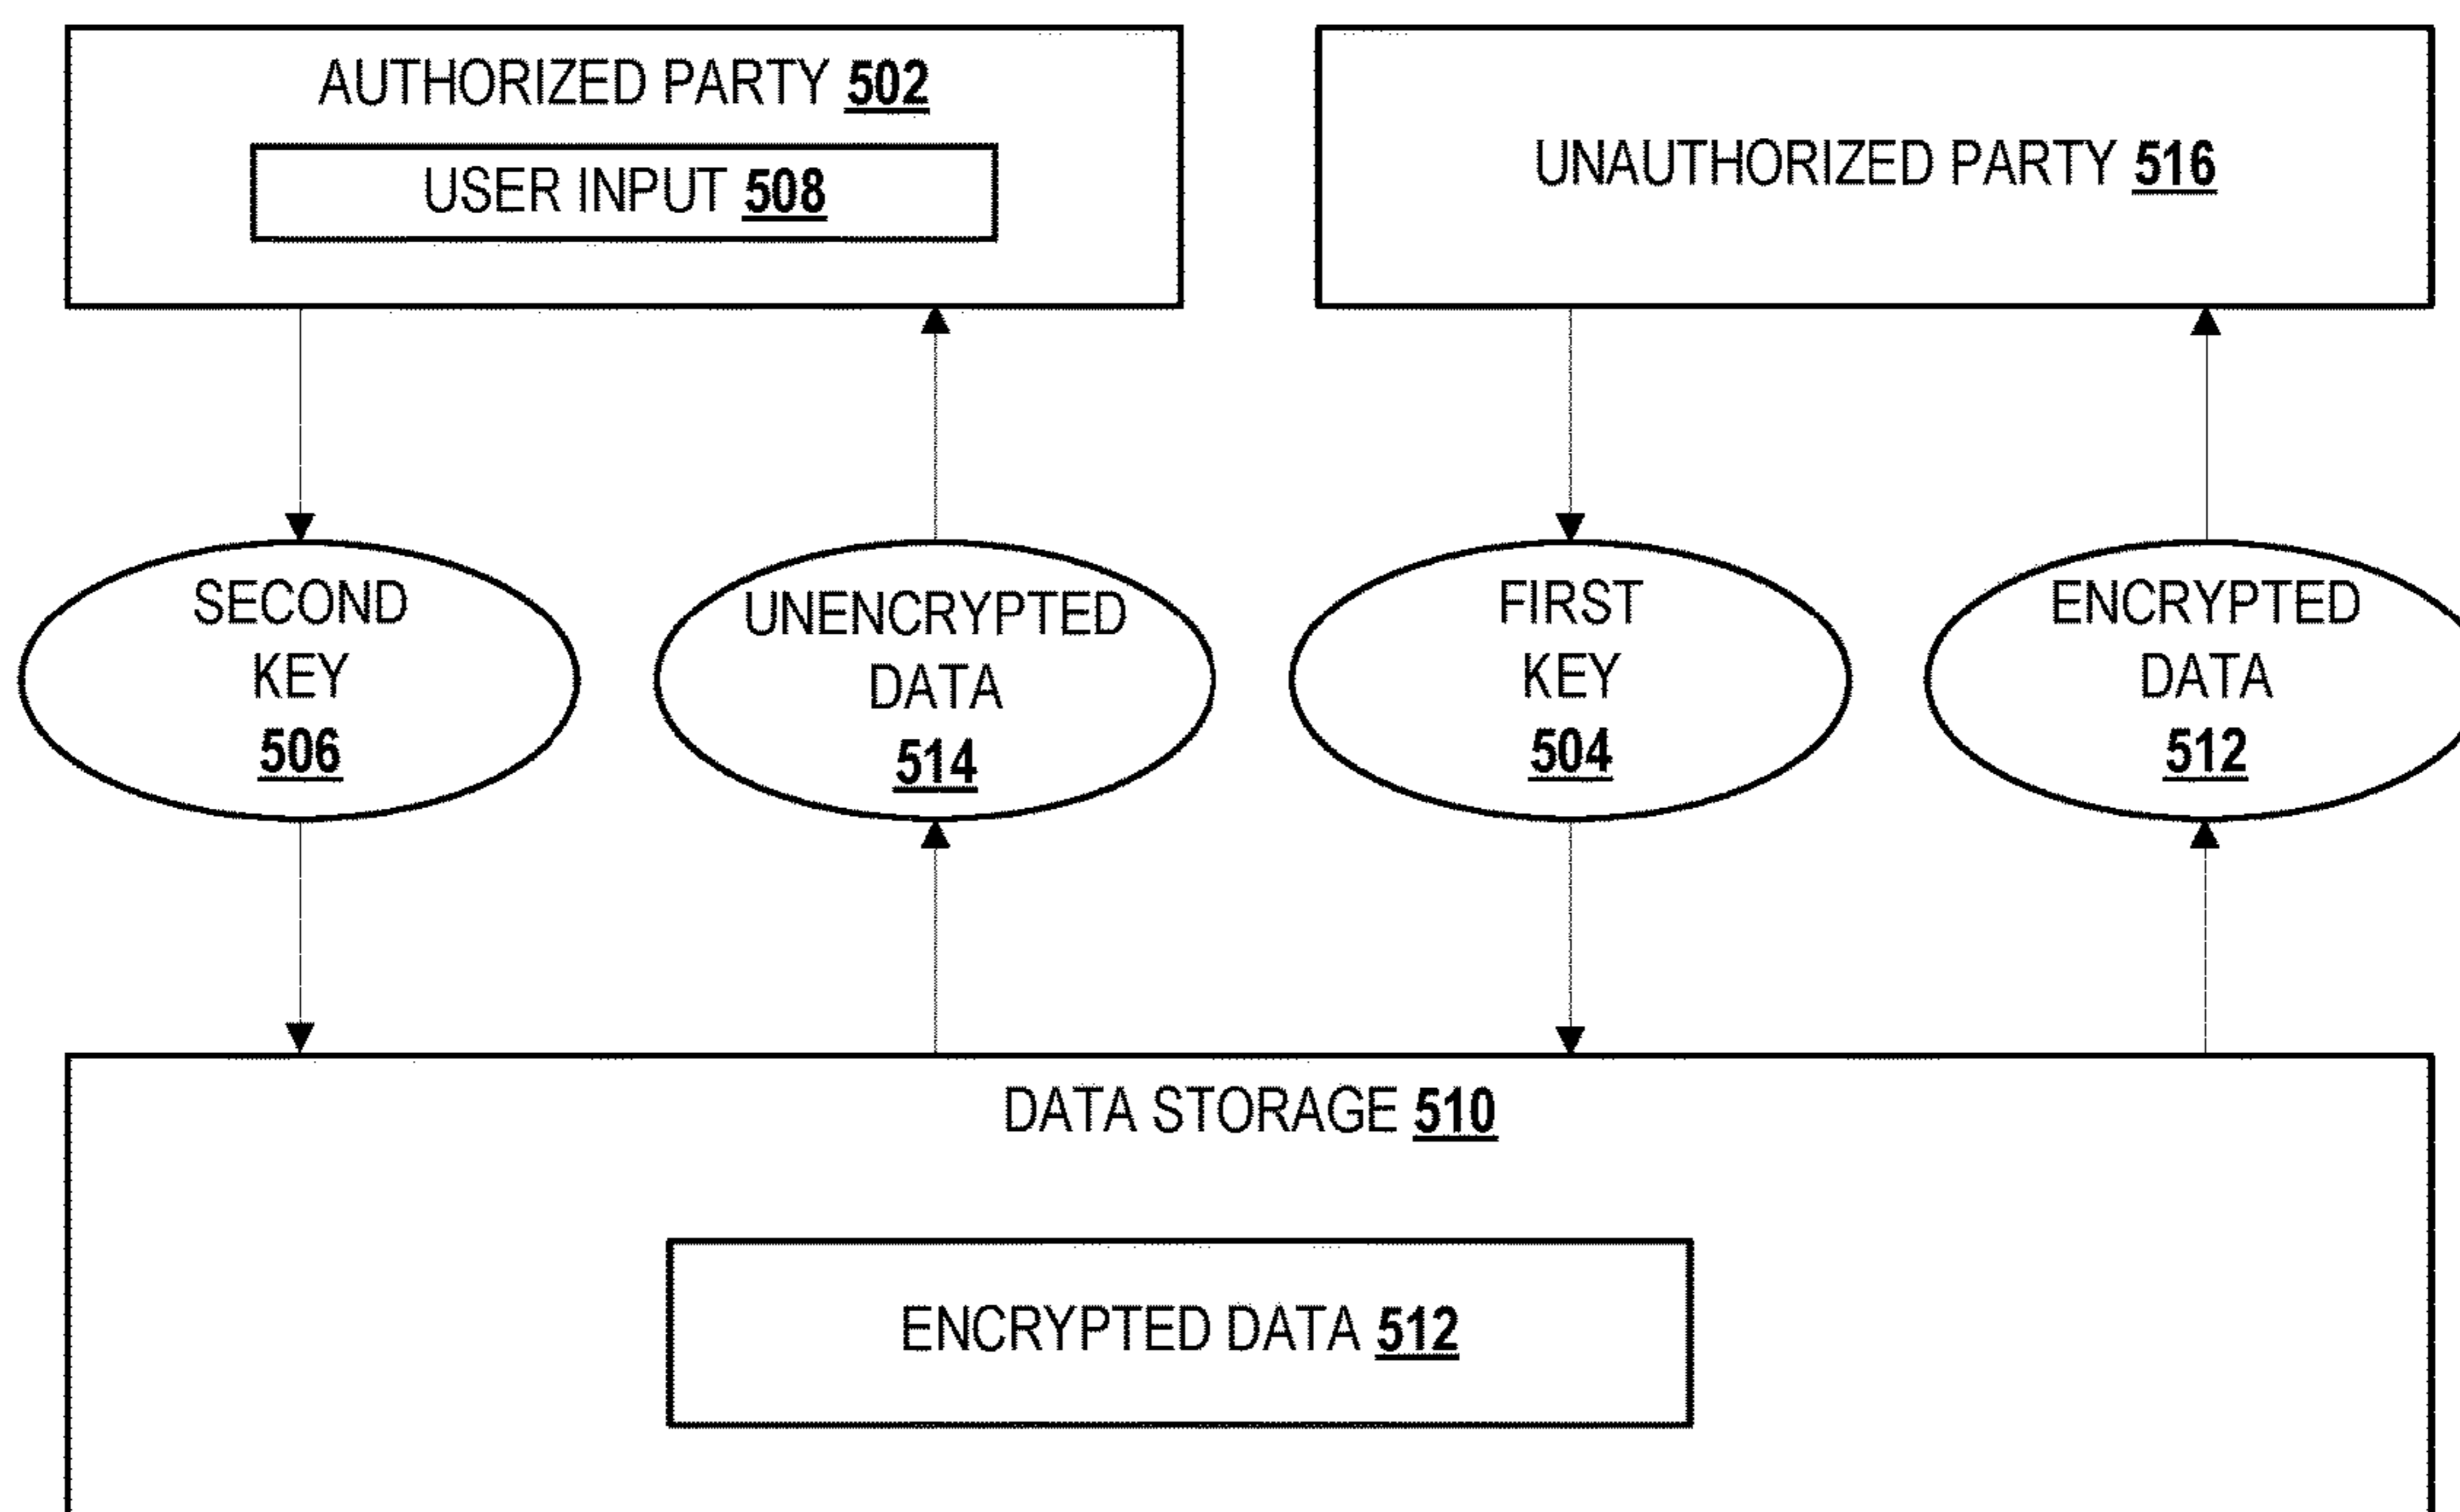 AUTHORIZED PARTY 502
USER INPUT 508
UNAUTHORIZED PARTY 516
SECOND
KEY
506
UNENCRYPTED
DATA
514
FIRST
KEY
504
ENCRYPTED
DATA
512
DATA STORAGE 510
ENCRYPTED DATA 512